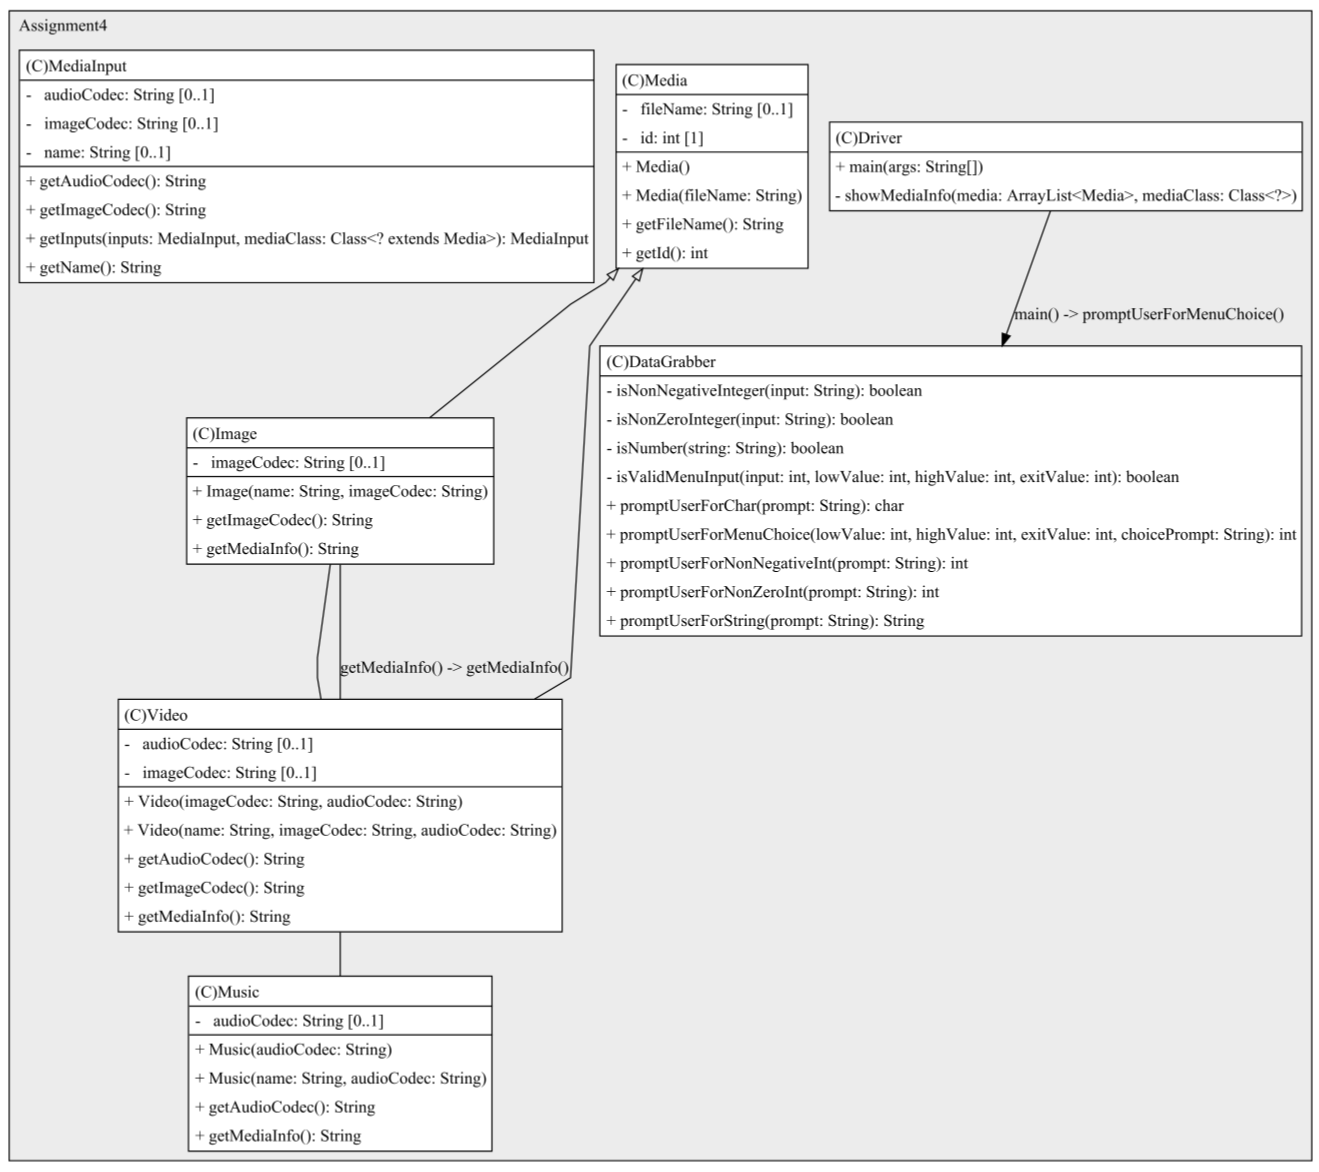 Assignment4
(C)MediaInput
- audioCodec: String [0..1]
- imageCodec: String [0..1]
- name: String [0..1]
+ getAudioCodec(): String
+ getImageCodec(): String
+ getInputs(inputs: MediaInput, mediaClass: Class<? extends Media>): MediaInput
+ getName(): String
(C)Media
- fileName: String [0..1]
- id: int [1]
+ Media()
+ Media(fileName: String)
+ getFileName(): String
+ getId(): int
(C)Driver
+ main(args: String[])
- showMediaInfo(media: ArrayList<Media>, mediaClass: Class<?>)
main() -> promptUserForMenuChoice()
(C)DataGrabber
- isNonNegativeInteger(input: String): boolean
- isNonZeroInteger(input: String): boolean
- isNumber(string: String): boolean
- isValidMenuInput(input: int, lowValue: int, highValue: int, exitValue: int): boolean
+ promptUserForChar(prompt: String): char
+ promptUserForMenuChoice(lowValue: int, highValue: int, exitValue: int, choicePrompt: String): int
+ promptUserForNonNegativeInt(prompt: String): int
+ promptUserForNonZeroInt(prompt: String): int
+ promptUserForString(prompt: String): String
(C)Image
- imageCodec: String [0..1]
+ Image(name: String, imageCodec: String)
+ getImageCodec(): String
+ getMediaInfo(): String
getMediaInfo() -> getMediaInfo()
(C)Video
- audioCodec: String [0..1]
- imageCodec: String [0..1]
+ Video(imageCodec: String, audioCodec: String)
+ Video(name: String, imageCodec: String, audioCodec: String)
+ getAudioCodec(): String
+ getImageCodec(): String
+ getMediaInfo(): String
(C)Music
- audioCodec: String [0..1]
+ Music(audioCodec: String)
+ Music(name: String, audioCodec: String)
+ getAudioCodec(): String
+ getMediaInfo(): String